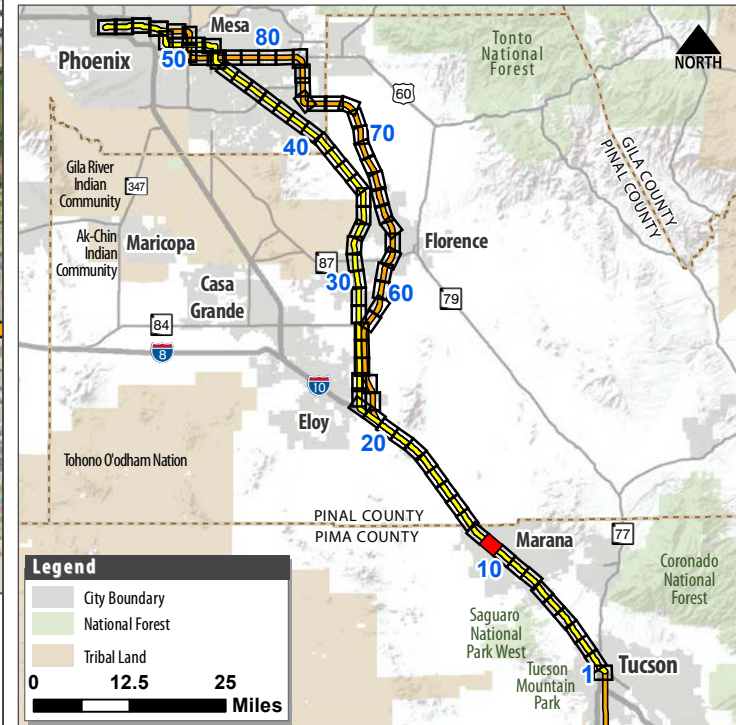 Mesa
80
Phoenix
50
Tonto
National
Forest
NORTH
60
70
40
GILA COUNTY
PINAL COUNTY
Gila River
Indian
Community
347
Ak-Chin
Indian
Community
Maricopa
Florence
87
30
60
Casa
Grande
79
84
8
10
Eloy
20
Tohono O'odham Nation
PINAL COUNTY
PIMA COUNTY
Marana
77
10
Coronado
National
Forest
Saguaro
National
Park West
Tucson
Mountain
Park
1
Tucson
Legend
City Boundary
National Forest
Tribal Land
0 12.5 25
Miles